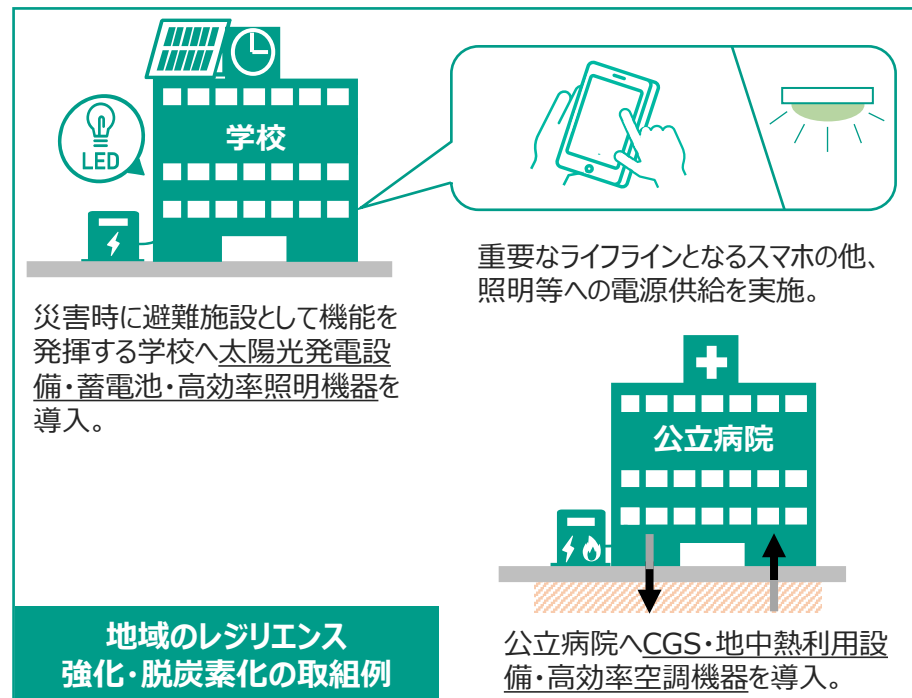 学校
LED
重要なライフラインとなるスマホの他、
照明等への電源供給を実施。
災害時に避難施設として機能を
発揮する学校へ太陽光発電設
備・蓄電池・高効率照明機器を
導入。
公立病院
公立病院へCGS・地中熱利用設
備・高効率空調機器を導入。
地域のレジリエンス
強化・脱炭素化の取組例